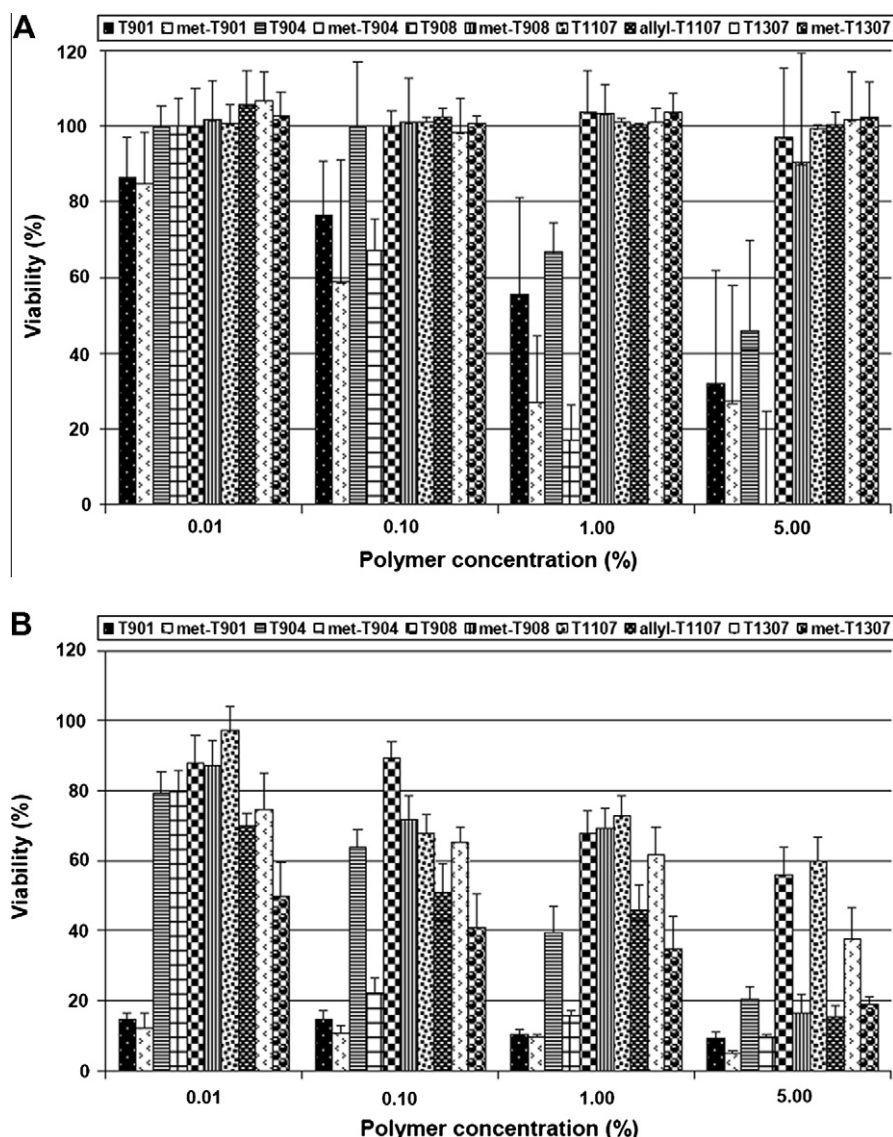 A
T901 met-T901 T904 met-T904 T908 met-T908 T1107 allyl-T1107 T1307 met-T1307
120
100
80
60
40
20
0
Viability (%)
0.01 0.10 1.00 5.00
Polymer concentration (%)
B
T901 met-T901 T904 met-T904 T908 met-T908 T1107 allyl-T1107 T1307 met-T1307
120
100
80
60
40
20
0
Viability (%)
0.01 0.10 1.00 5.00
Polymer concentration (%)